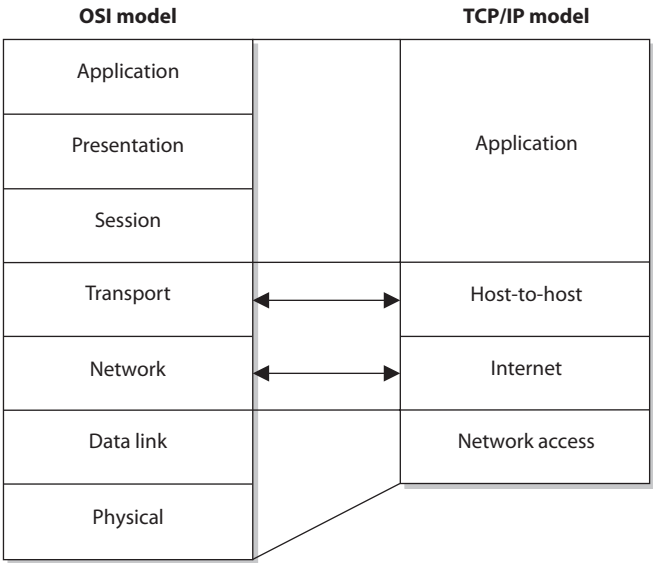 OSI model
TCP/IP model
Application
Presentation
Session
Transport
Network
Data link
Physical
Application
Host-to-host
Internet
Network access